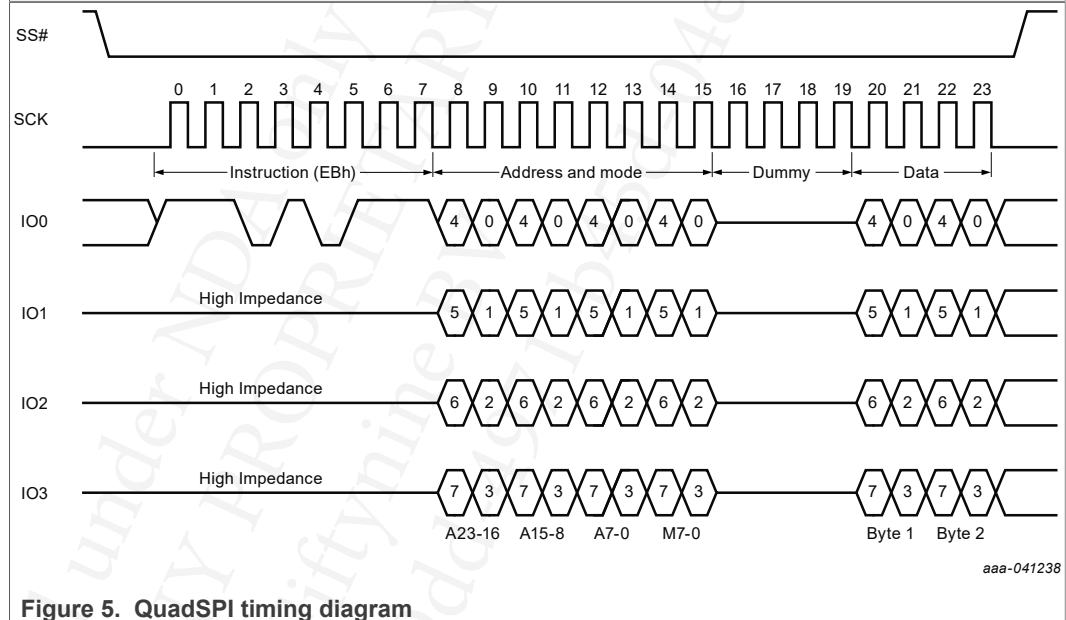 SS#
0 1 2 3 4 5 6 7 8 9 10 11 12 13 14 15 16 17 18 19 20 21 22 23
SCK
Instruction (EBh) Address and mode Dummy Data
IO0 4 0 4 0 4 0 4 0 4 0 4 0
High Impedance
IO1 5 1 5 1 5 1 5 1 5 1 5 1
High Impedance
IO2 6 2 6 2 6 2 6 2 6 2 6 2
High Impedance
IO3 7 3 7 3 7 3 7 3 7 3 7 3
A23-16 A15-8 A7-0 M7-0 Byte 1 Byte 2
aaa-041238
Figure 5. QuadSPI timing diagram